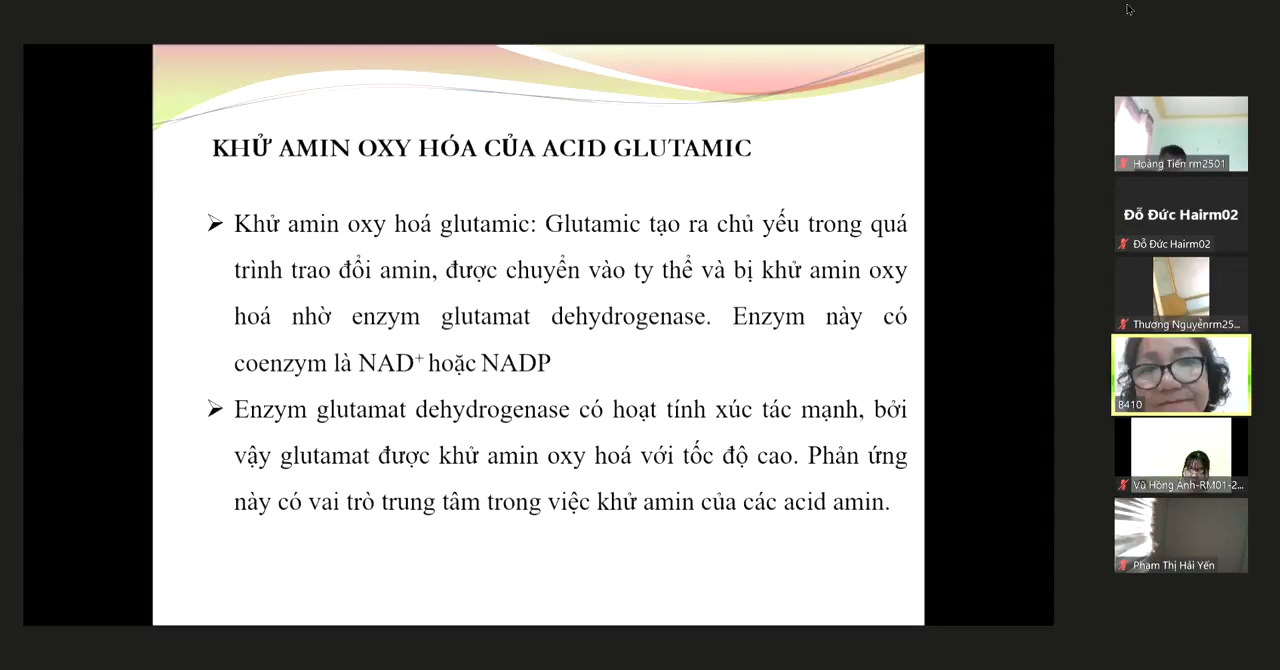 KHỬ AMIN OXY HÓA CỦA ACID GLUTAMIC
➢ Khử amin oxy hoá glutamic: Glutamic tạo ra chủ yếu trong quá
trình trao đổi amin, được chuyển vào ty thể và bị khử amin oxy
hoá nhờ enzym glutamat dehydrogenase. Enzym này có
coenzym là NAD⁺ hoặc NADP
➢ Enzym glutamat dehydrogenase có hoạt tính xúc tác mạnh, bởi
vậy glutamat được khử amin oxy hoá với tốc độ cao. Phản ứng
này có vai trò trung tâm trong việc khử amin của các acid amin.
Hoàng Tiến rm2501
Đỗ Đức Hairm02
Đỗ Đức Hairm02
Thương Nguyễnrm25...
B410
Vũ Hồng Ánh-RM01-2...
Phạm Thị Hải Yến